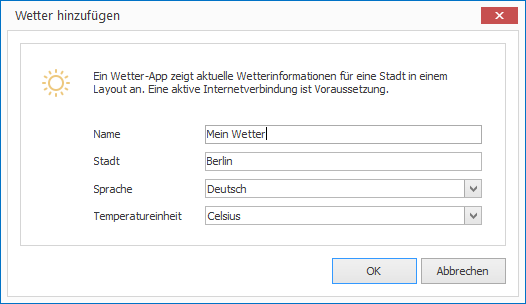 Wetter hinzufügen
Ein Wetter-App zeigt aktuelle Wetterinformationen für eine Stadt in einem
Layout an. Eine aktive Internetverbindung ist Voraussetzung.
Name Mein Wetter
Stadt Berlin
Sprache Deutsch
Temperatureinheit Celsius
OK Abbrechen